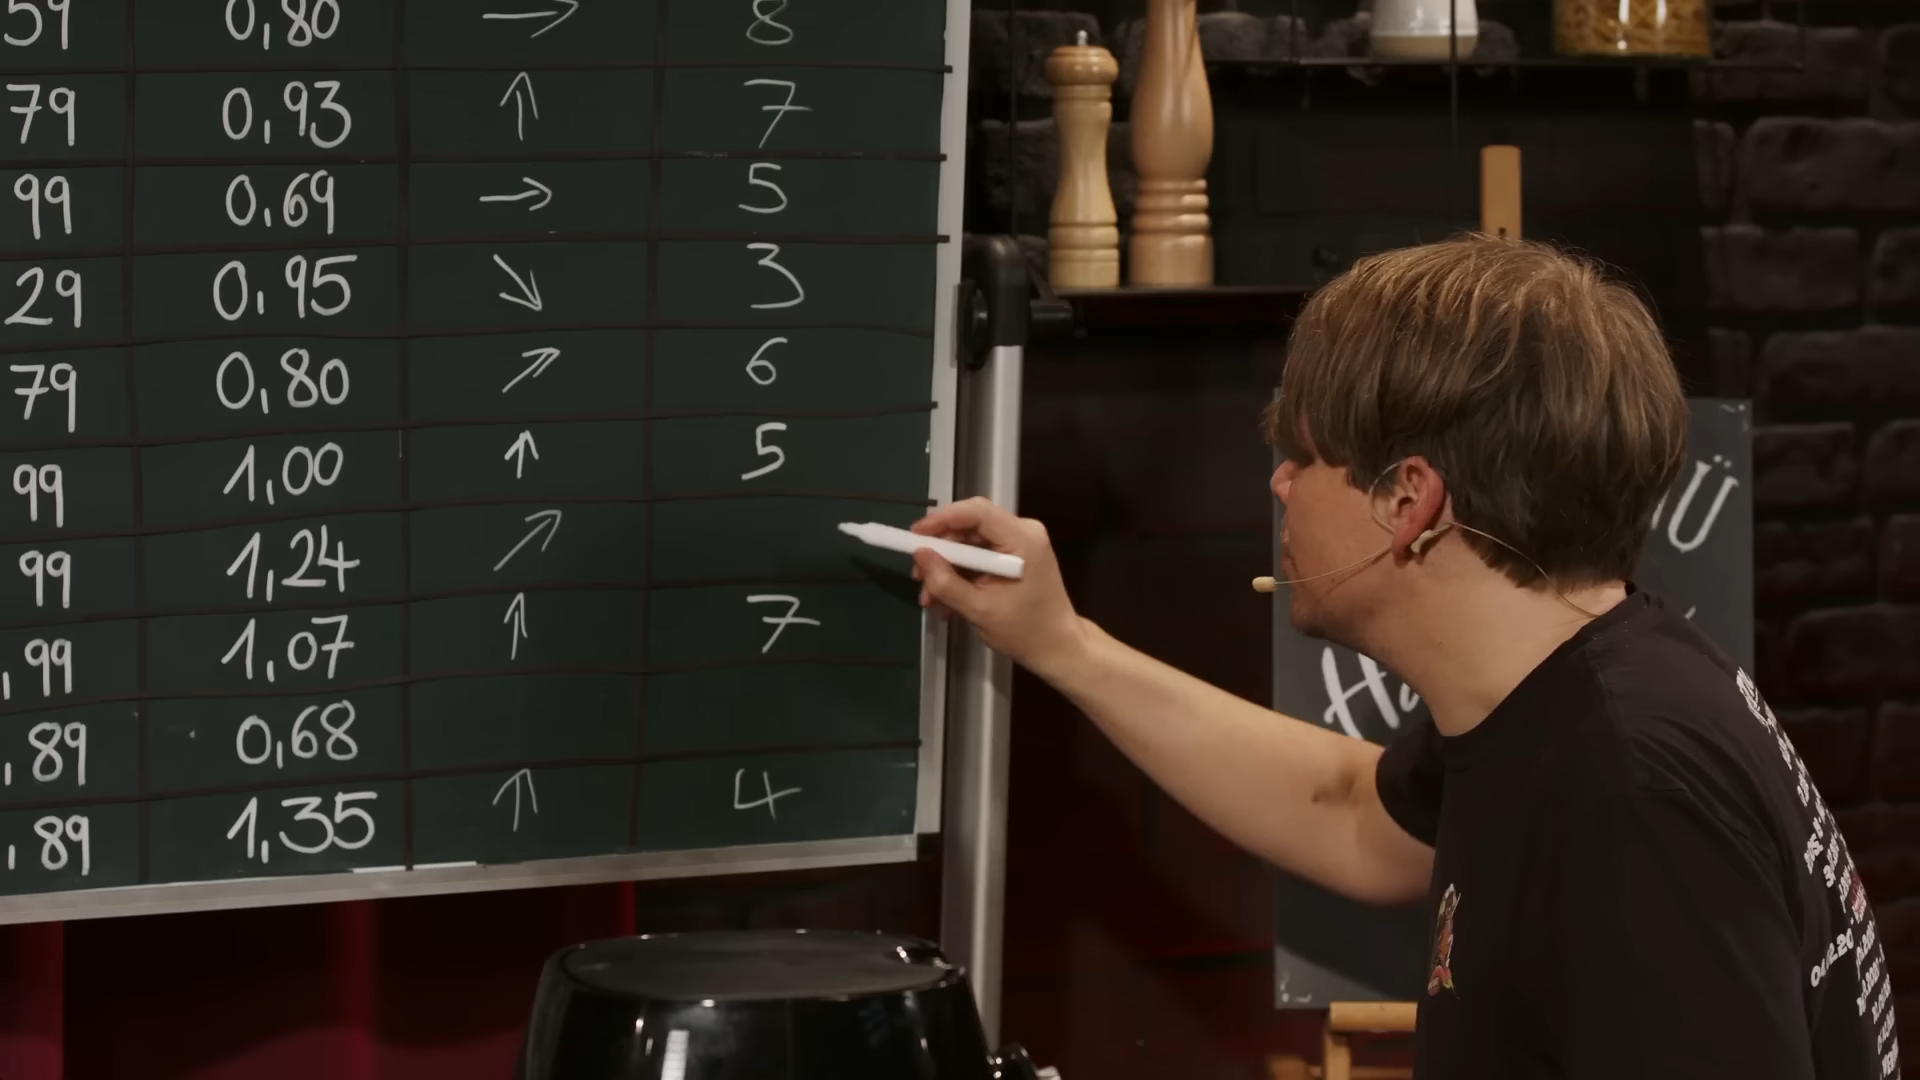 59 0,80 → 8
79 0,93 ↑ 7
99 0,69 → 5
29 0,95 ↘ 3
79 0,80 ↗ 6
99 1,00 ↑ 5
99 1,24 ↗
,99 1,07 ↑ 7
,89 0,68
,89 1,35 ↑ 4
Ü